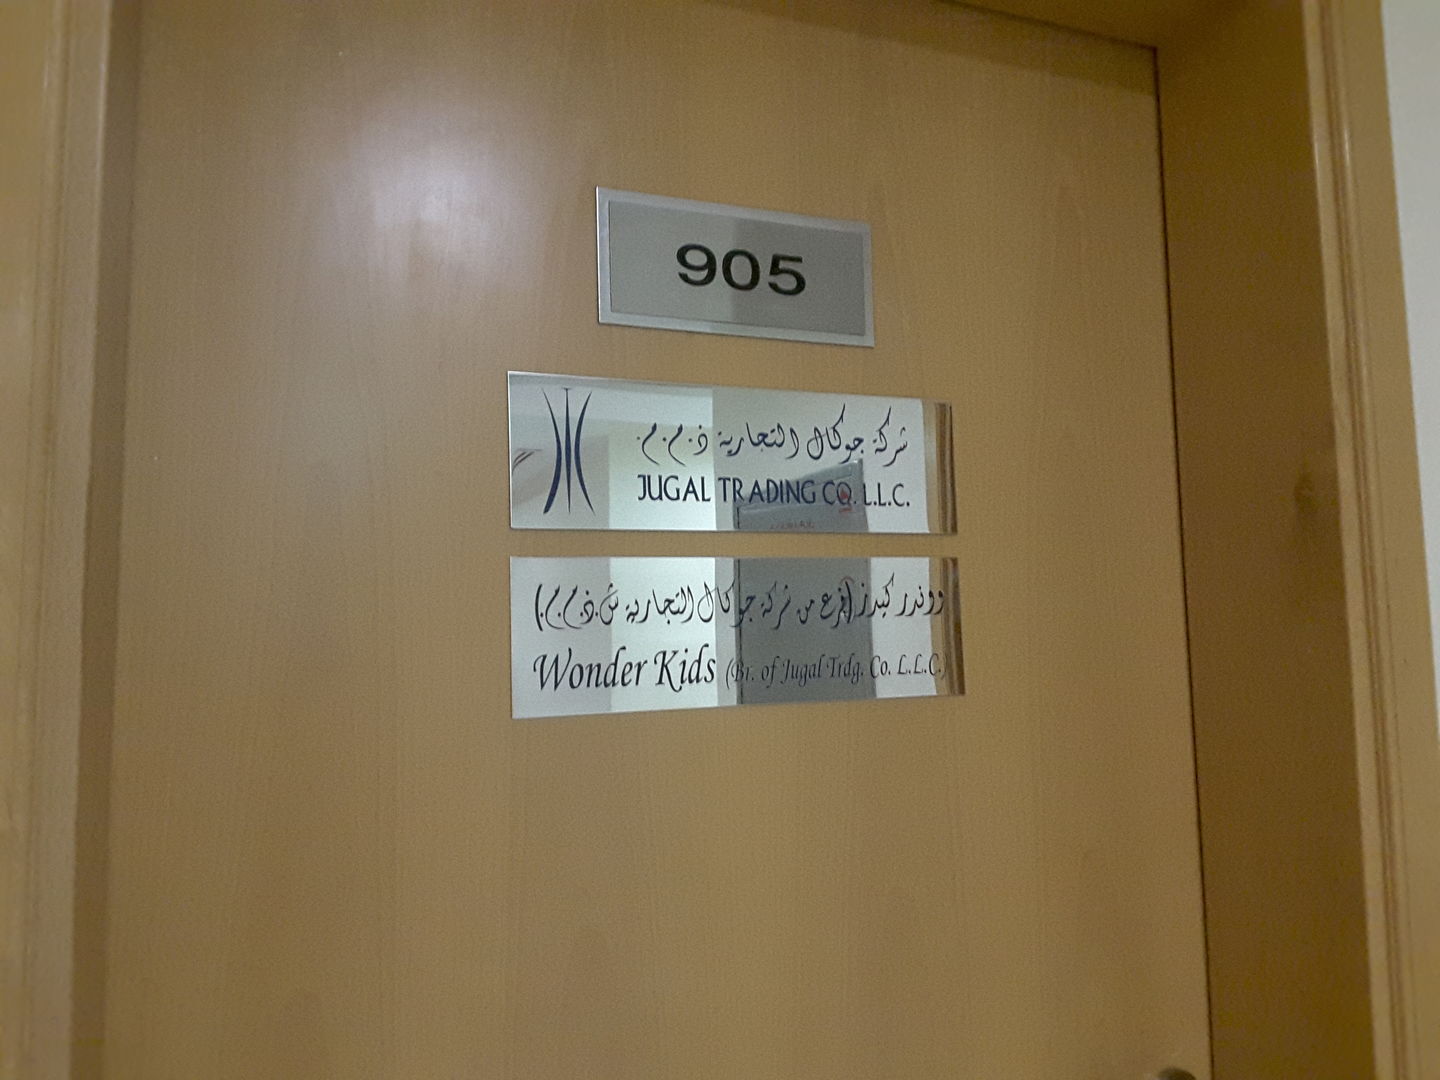 905
شركة جوكال التجارية ذ.م.م.
JUGAL TRADING CO. L.L.C.
ووندر كيدز (فرع من شركة جوكال التجارية ش.ذ.م.م.)
Wonder Kids (Br. of Jugal Trdg. Co. L.L.C.)